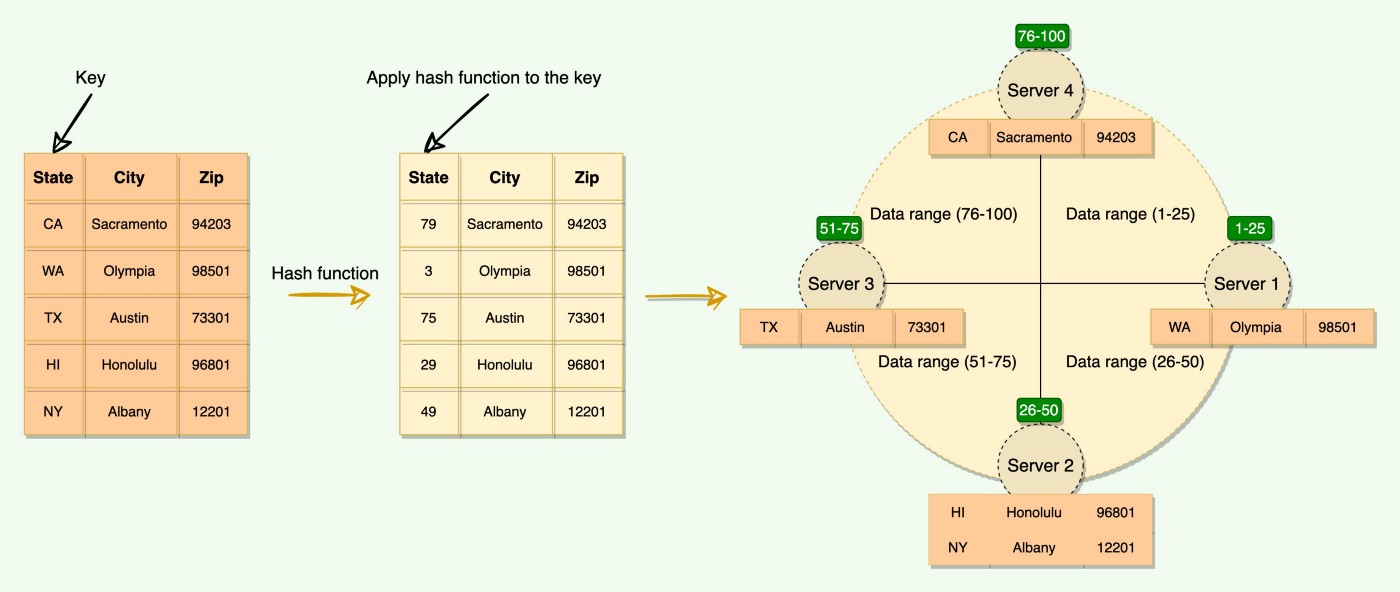 Key
State City Zip
CA Sacramento 94203
WA Olympia 98501
TX Austin 73301
HI Honolulu 96801
NY Albany 12201
Hash function
Apply hash function to the key
State City Zip
79 Sacramento 94203
3 Olympia 98501
75 Austin 73301
29 Honolulu 96801
49 Albany 12201
76-100
Server 4
CA Sacramento 94203
Data range (76-100)
Data range (1-25)
51-75
Server 3
TX Austin 73301
1-25
Server 1
WA Olympia 98501
Data range (51-75)
Data range (26-50)
26-50
Server 2
HI Honolulu 96801
NY Albany 12201